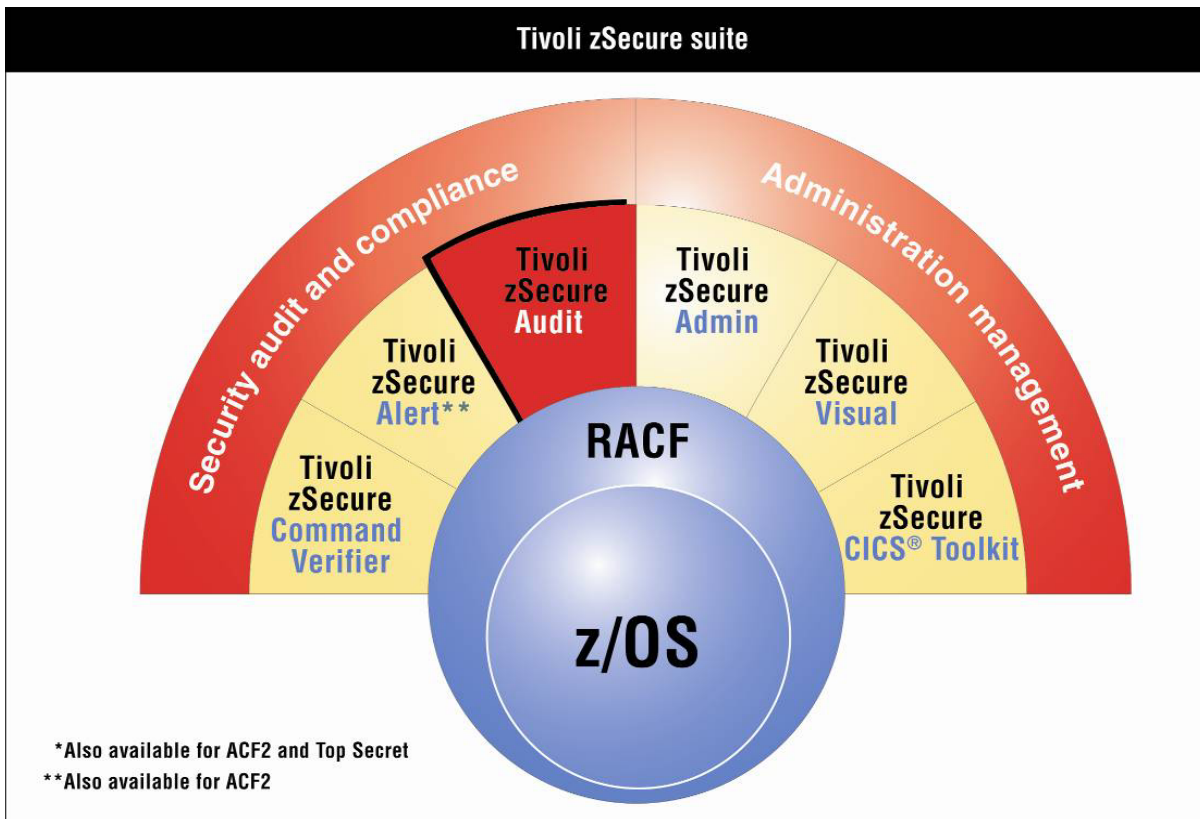 Tivoli zSecure suite
Security audit and compliance
Administration management
Tivoli
zSecure
Command
Verifier
Tivoli
zSecure
Alert**
Tivoli
zSecure
Audit
Tivoli
zSecure
Admin
Tivoli
zSecure
Visual
Tivoli
zSecure
CICS® Toolkit
RACF
z/OS
*Also available for ACF2 and Top Secret
**Also available for ACF2